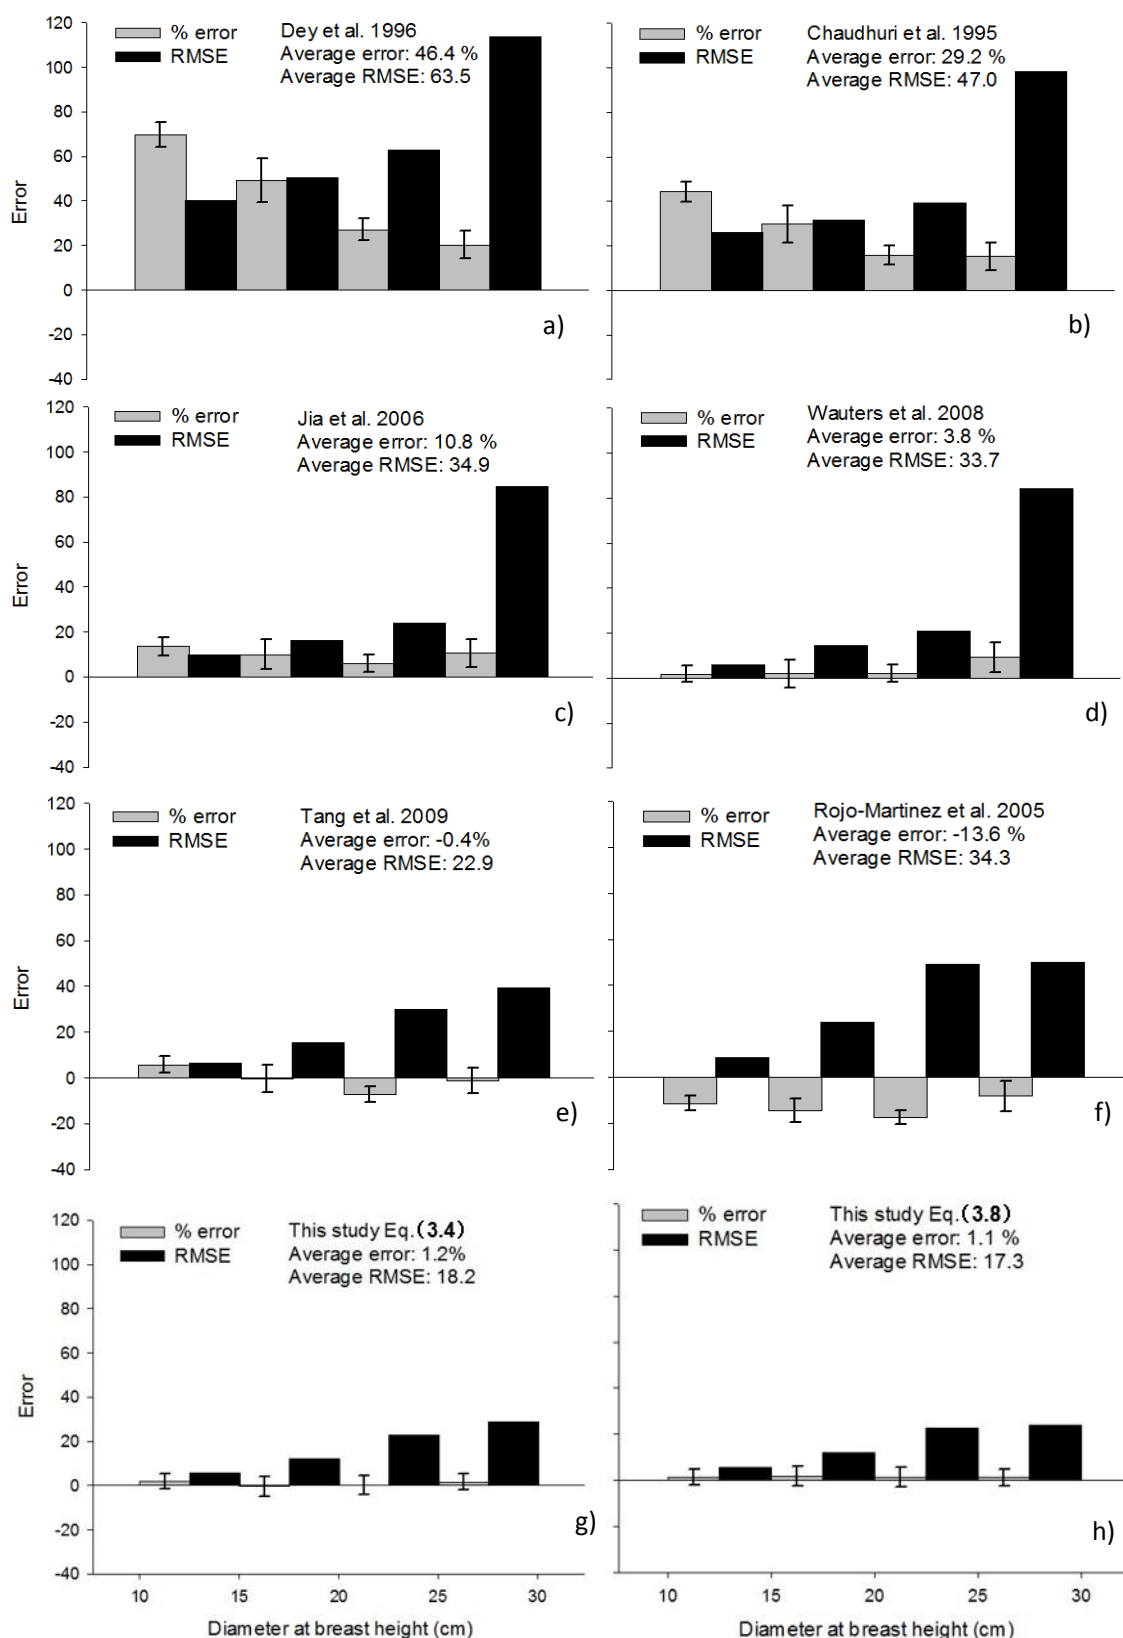 120
100
80
60
40
20
0
-20
-40
Error
% error
RMSE
Dey et al. 1996
Average error: 46.4 %
Average RMSE: 63.5
a)
% error
RMSE
Chaudhuri et al. 1995
Average error: 29.2 %
Average RMSE: 47.0
b)
120
100
80
60
40
20
0
-20
-40
Error
% error
RMSE
Jia et al. 2006
Average error: 10.8 %
Average RMSE: 34.9
c)
% error
RMSE
Wauters et al. 2008
Average error: 3.8 %
Average RMSE: 33.7
d)
120
100
80
60
40
20
0
-20
-40
Error
% error
RMSE
Tang et al. 2009
Average error: -0.4%
Average RMSE: 22.9
e)
% error
RMSE
Rojo-Martinez et al. 2005
Average error: -13.6 %
Average RMSE: 34.3
f)
120
100
80
60
40
20
0
-20
-40
Error
% error
RMSE
This study Eq.(3.4)
Average error: 1.2%
Average RMSE: 18.2
g)
10 15 20 25 30
Diameter at breast height (cm)
% error
RMSE
This study Eq.(3.8)
Average error: 1.1 %
Average RMSE: 17.3
h)
10 15 20 25 30
Diameter at breast height (cm)